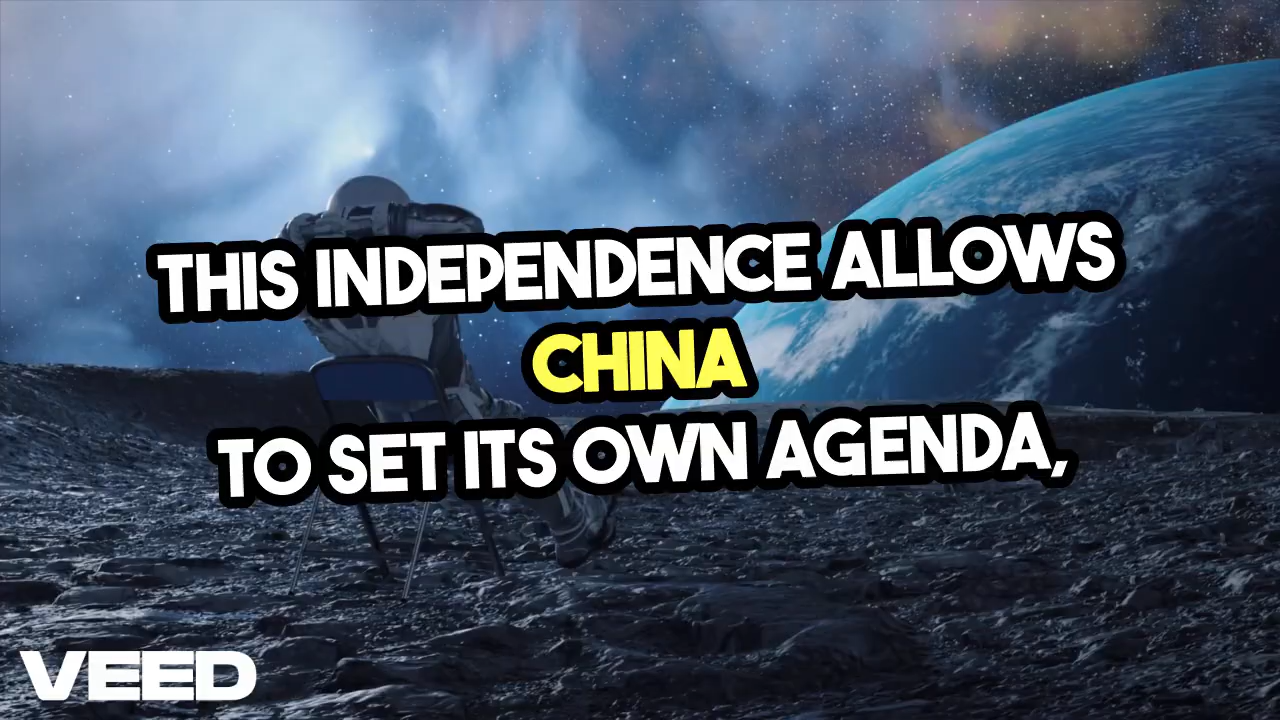 THIS INDEPENDENCE ALLOWS
CHINA
TO SET ITS OWN AGENDA,
VEED